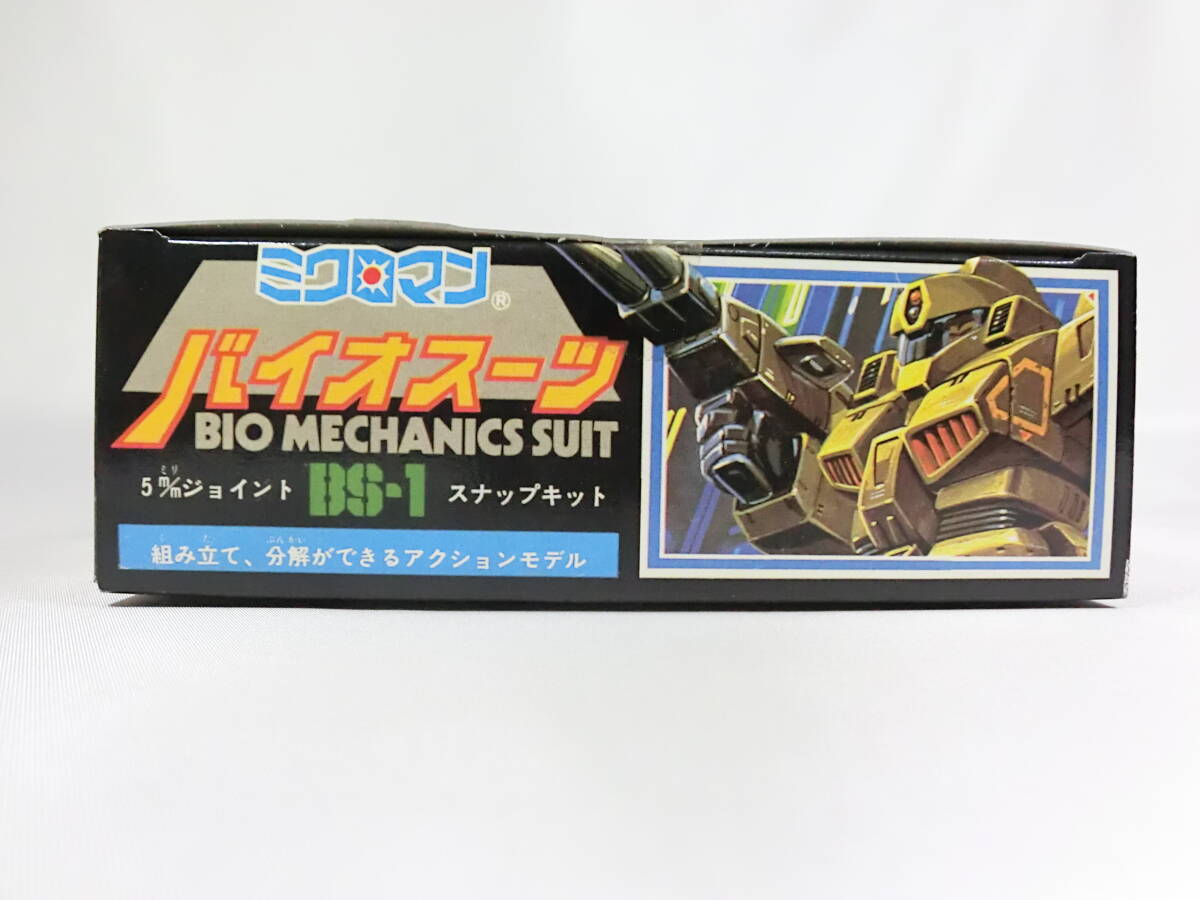 ミクロマン®
バイオスーツ
BIO MECHANICS SUIT
5㎜ジョイント BS-1 スナップキット
組み立て、分解ができるアクションモデル